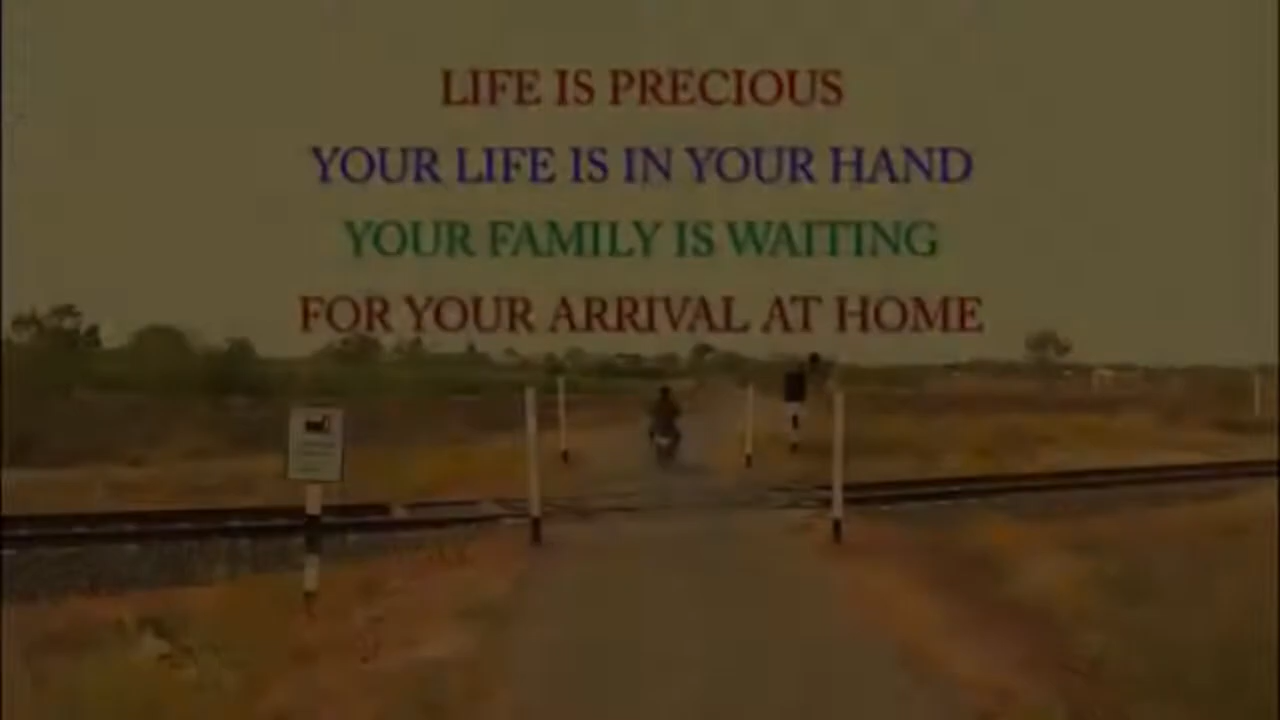 LIFE IS PRECIOUS
YOUR LIFE IS IN YOUR HAND
YOUR FAMILY IS WAITING
FOR YOUR ARRIVAL AT HOME